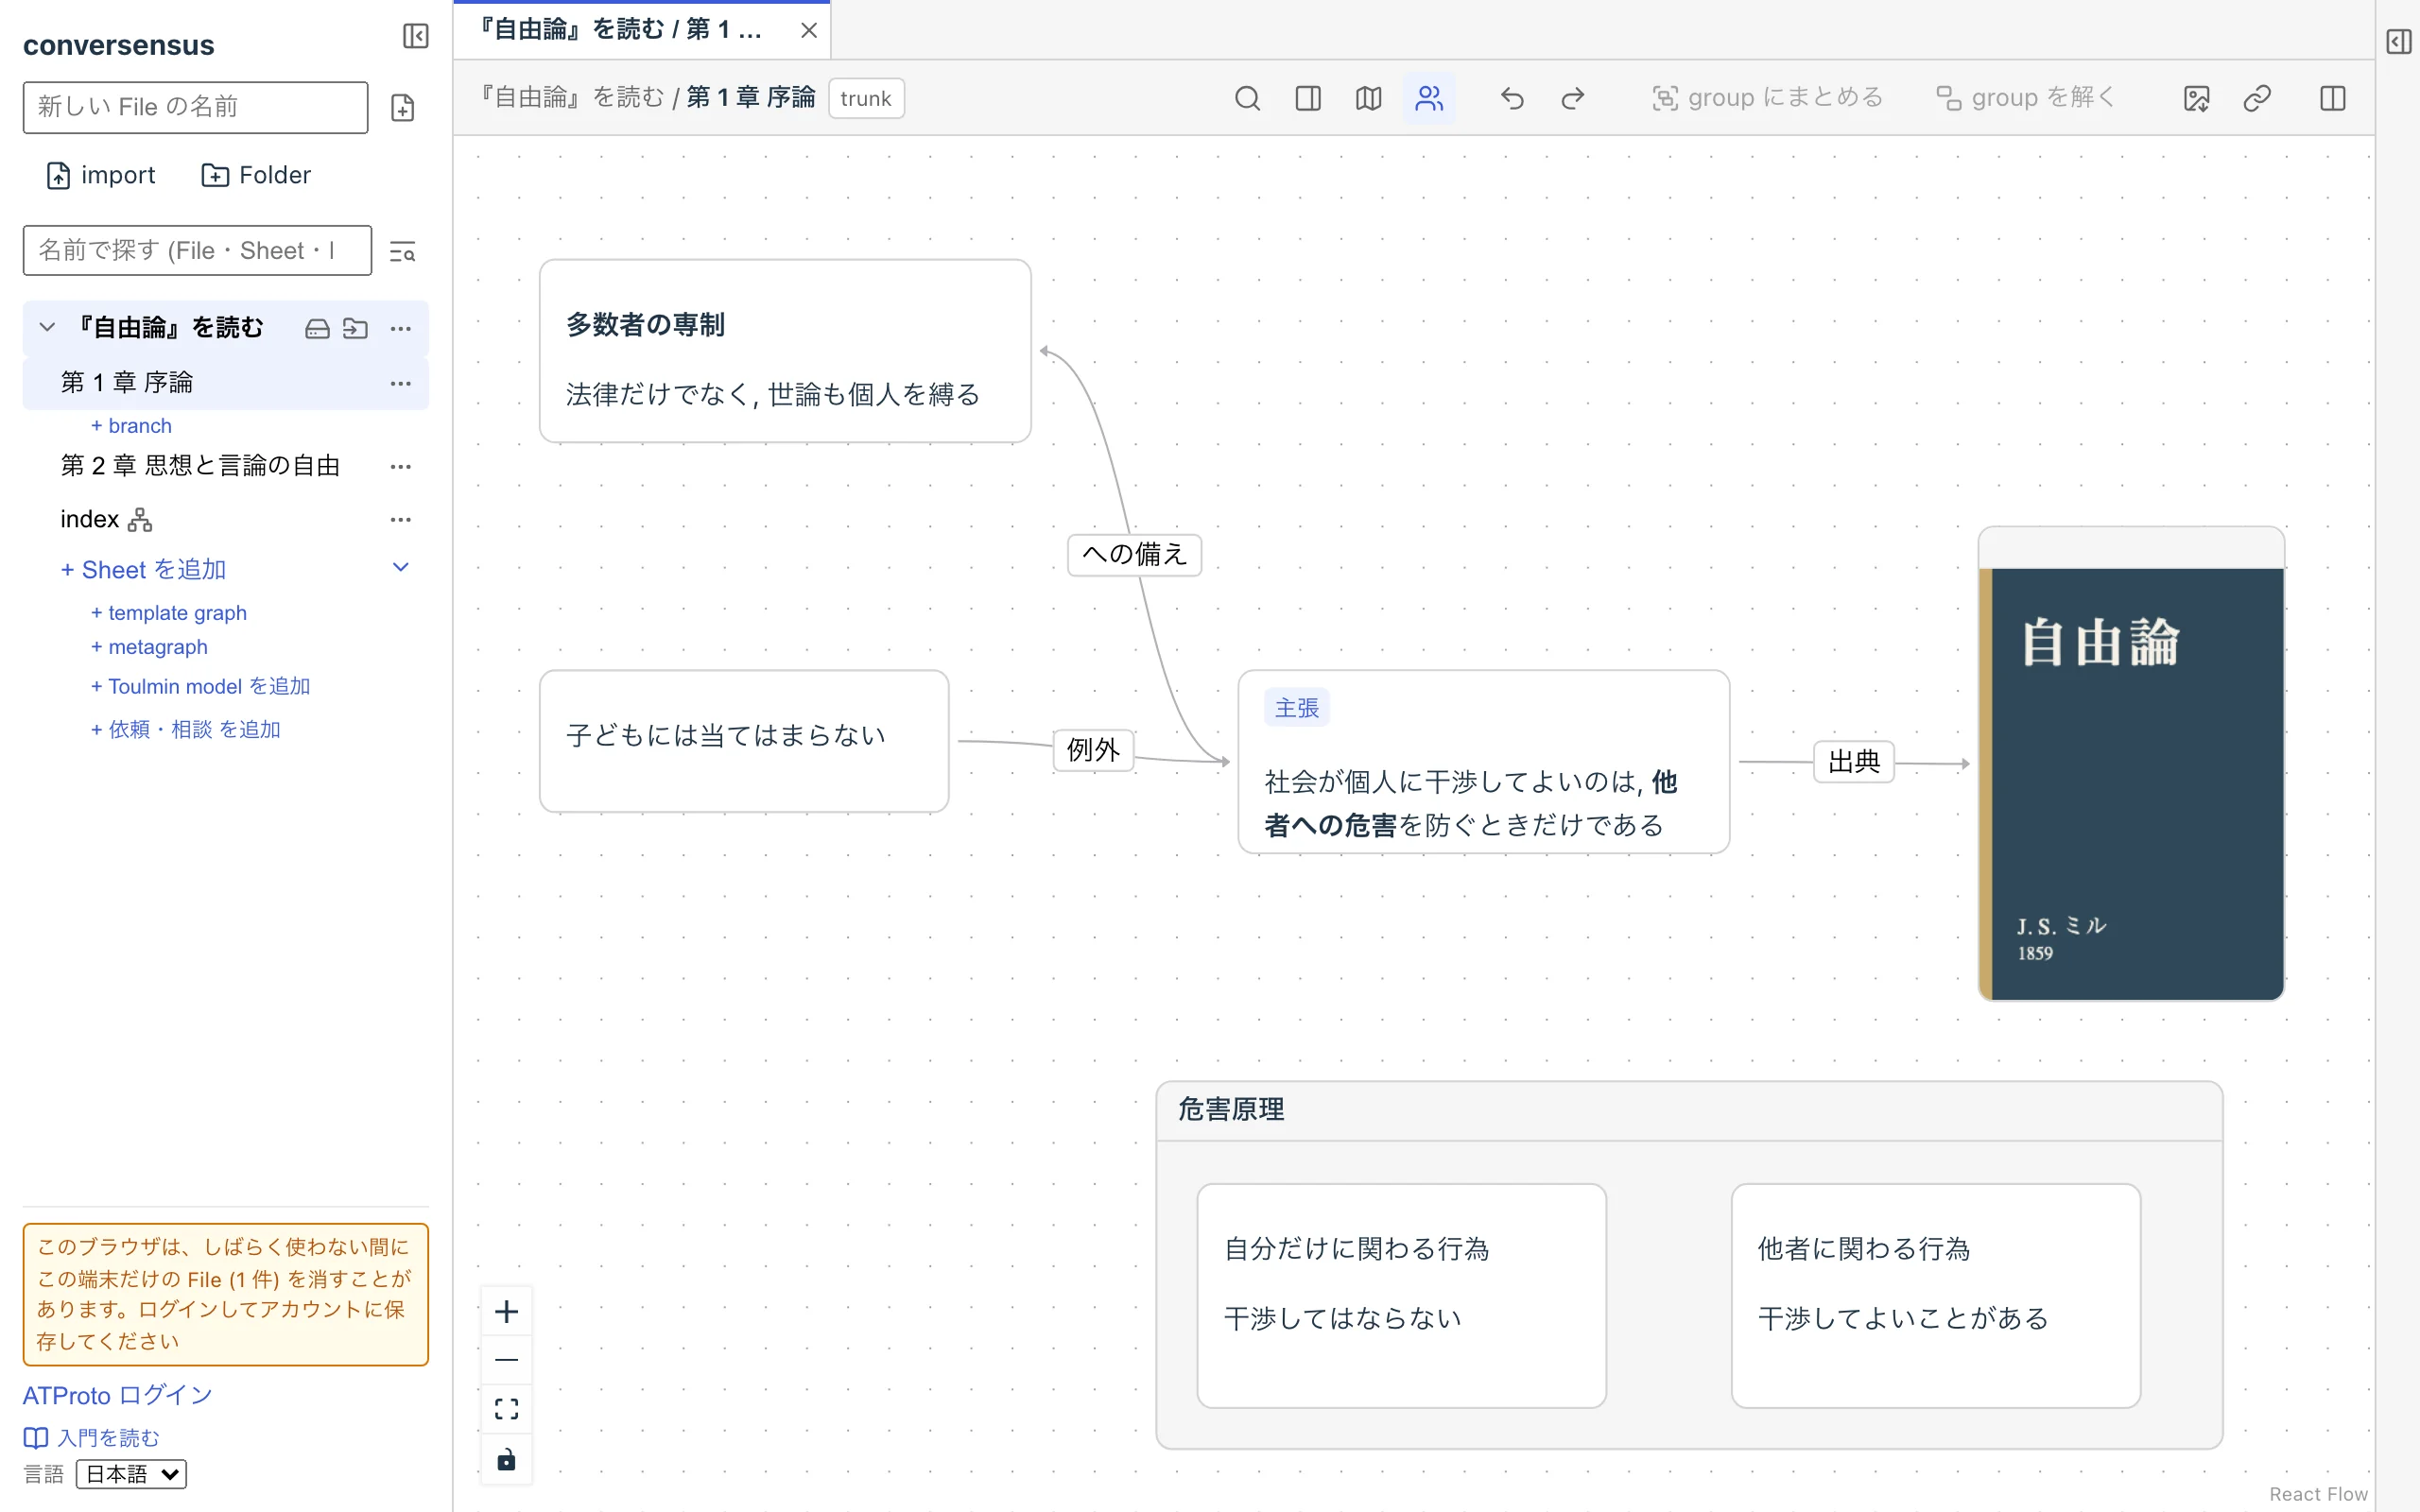 conversensus
新しい File の名前
import
Folder
名前で探す (File・Sheet・
『自由論』を読む
第 1 章 序論
+ branch
第 2 章 思想と言論の自由
index
+ Sheet を追加
+ template graph
+ metagraph
+ Toulmin model を追加
+ 依頼・相談 を追加
このブラウザは、しばらく使わない間に
この端末だけの File (1 件) を消すことが
あります。ログインしてアカウントに保
存してください
ATProto ログイン
入門を読む
言語 日本語
『自由論』を読む / 第 1 ...
『自由論』を読む / 第 1 章 序論 trunk
group にまとめる
group を解く
多数者の専制
法律だけでなく, 世論も個人を縛る
への備え
子どもには当てはまらない
例外
主張
社会が個人に干渉してよいのは, 他
者への危害を防ぐときだけである
出典
自由論
J. S. ミル
1859
危害原理
自分だけに関わる行為
干渉してはならない
他者に関わる行為
干渉してよいことがある
React Flow